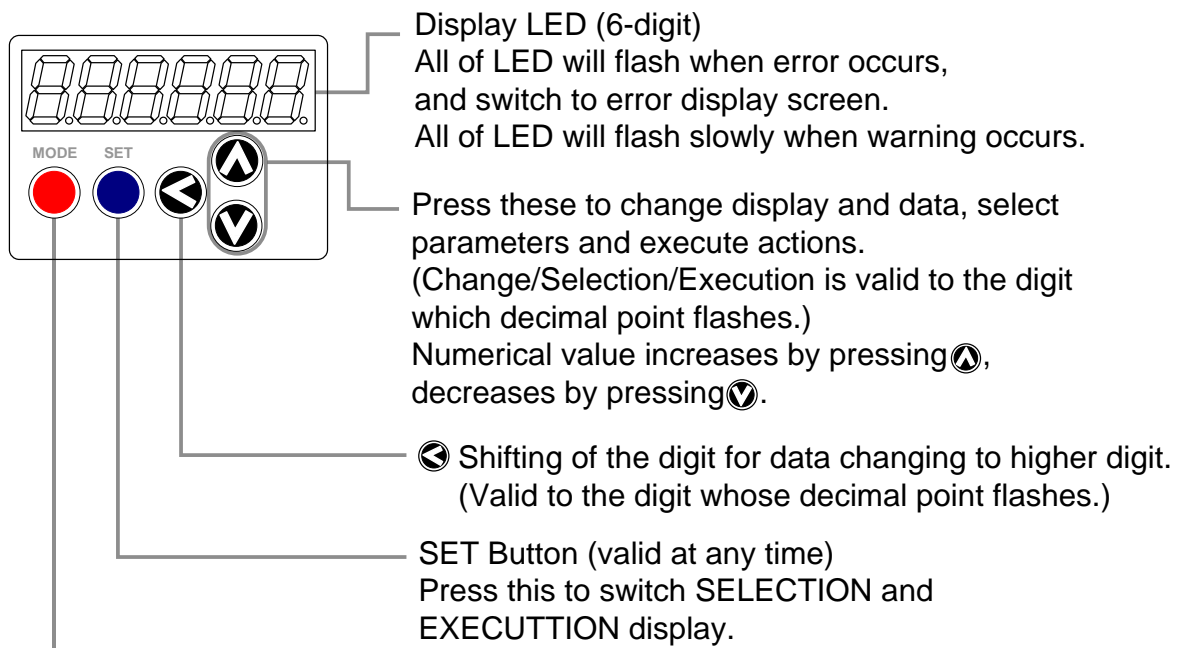 Display LED (6-digit)
All of LED will flash when error occurs,
and switch to error display screen.
All of LED will flash slowly when warning occurs.
MODE SET
Press these to change display and data, select
parameters and execute actions.
(Change/Selection/Execution is valid to the digit
which decimal point flashes.)
Numerical value increases by pressing,
decreases by pressing.
Shifting of the digit for data changing to higher digit.
(Valid to the digit whose decimal point flashes.)
SET Button (valid at any time)
Press this to switch SELECTION and
EXECUTTION display.